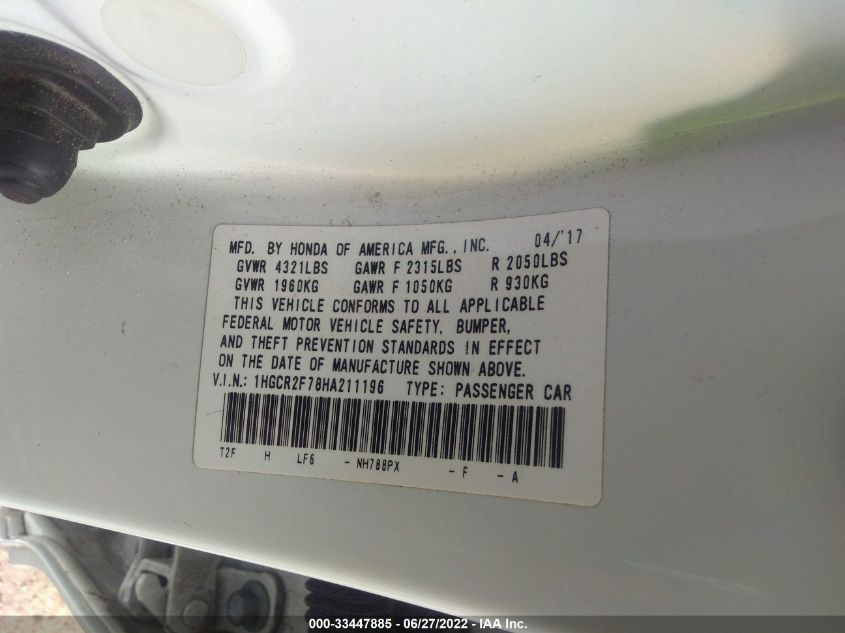 MFD. BY HONDA OF AMERICA MFG., INC. 04/'17
GVWR 4321LBS GAWR F 2315LBS R 2050LBS
GVWR 1960KG GAWR F 1050KG R 930KG
THIS VEHICLE CONFORMS TO ALL APPLICABLE
FEDERAL MOTOR VEHICLE SAFETY, BUMPER,
AND THEFT PREVENTION STANDARDS IN EFFECT
ON THE DATE OF MANUFACTURE SHOWN ABOVE.
V.I.N.: 1HGCR2F78HA211196 TYPE: PASSENGER CAR
T2F H LF6 - NH788PX - F - A
000-33447885 - 06/27/2022 - IAA Inc.